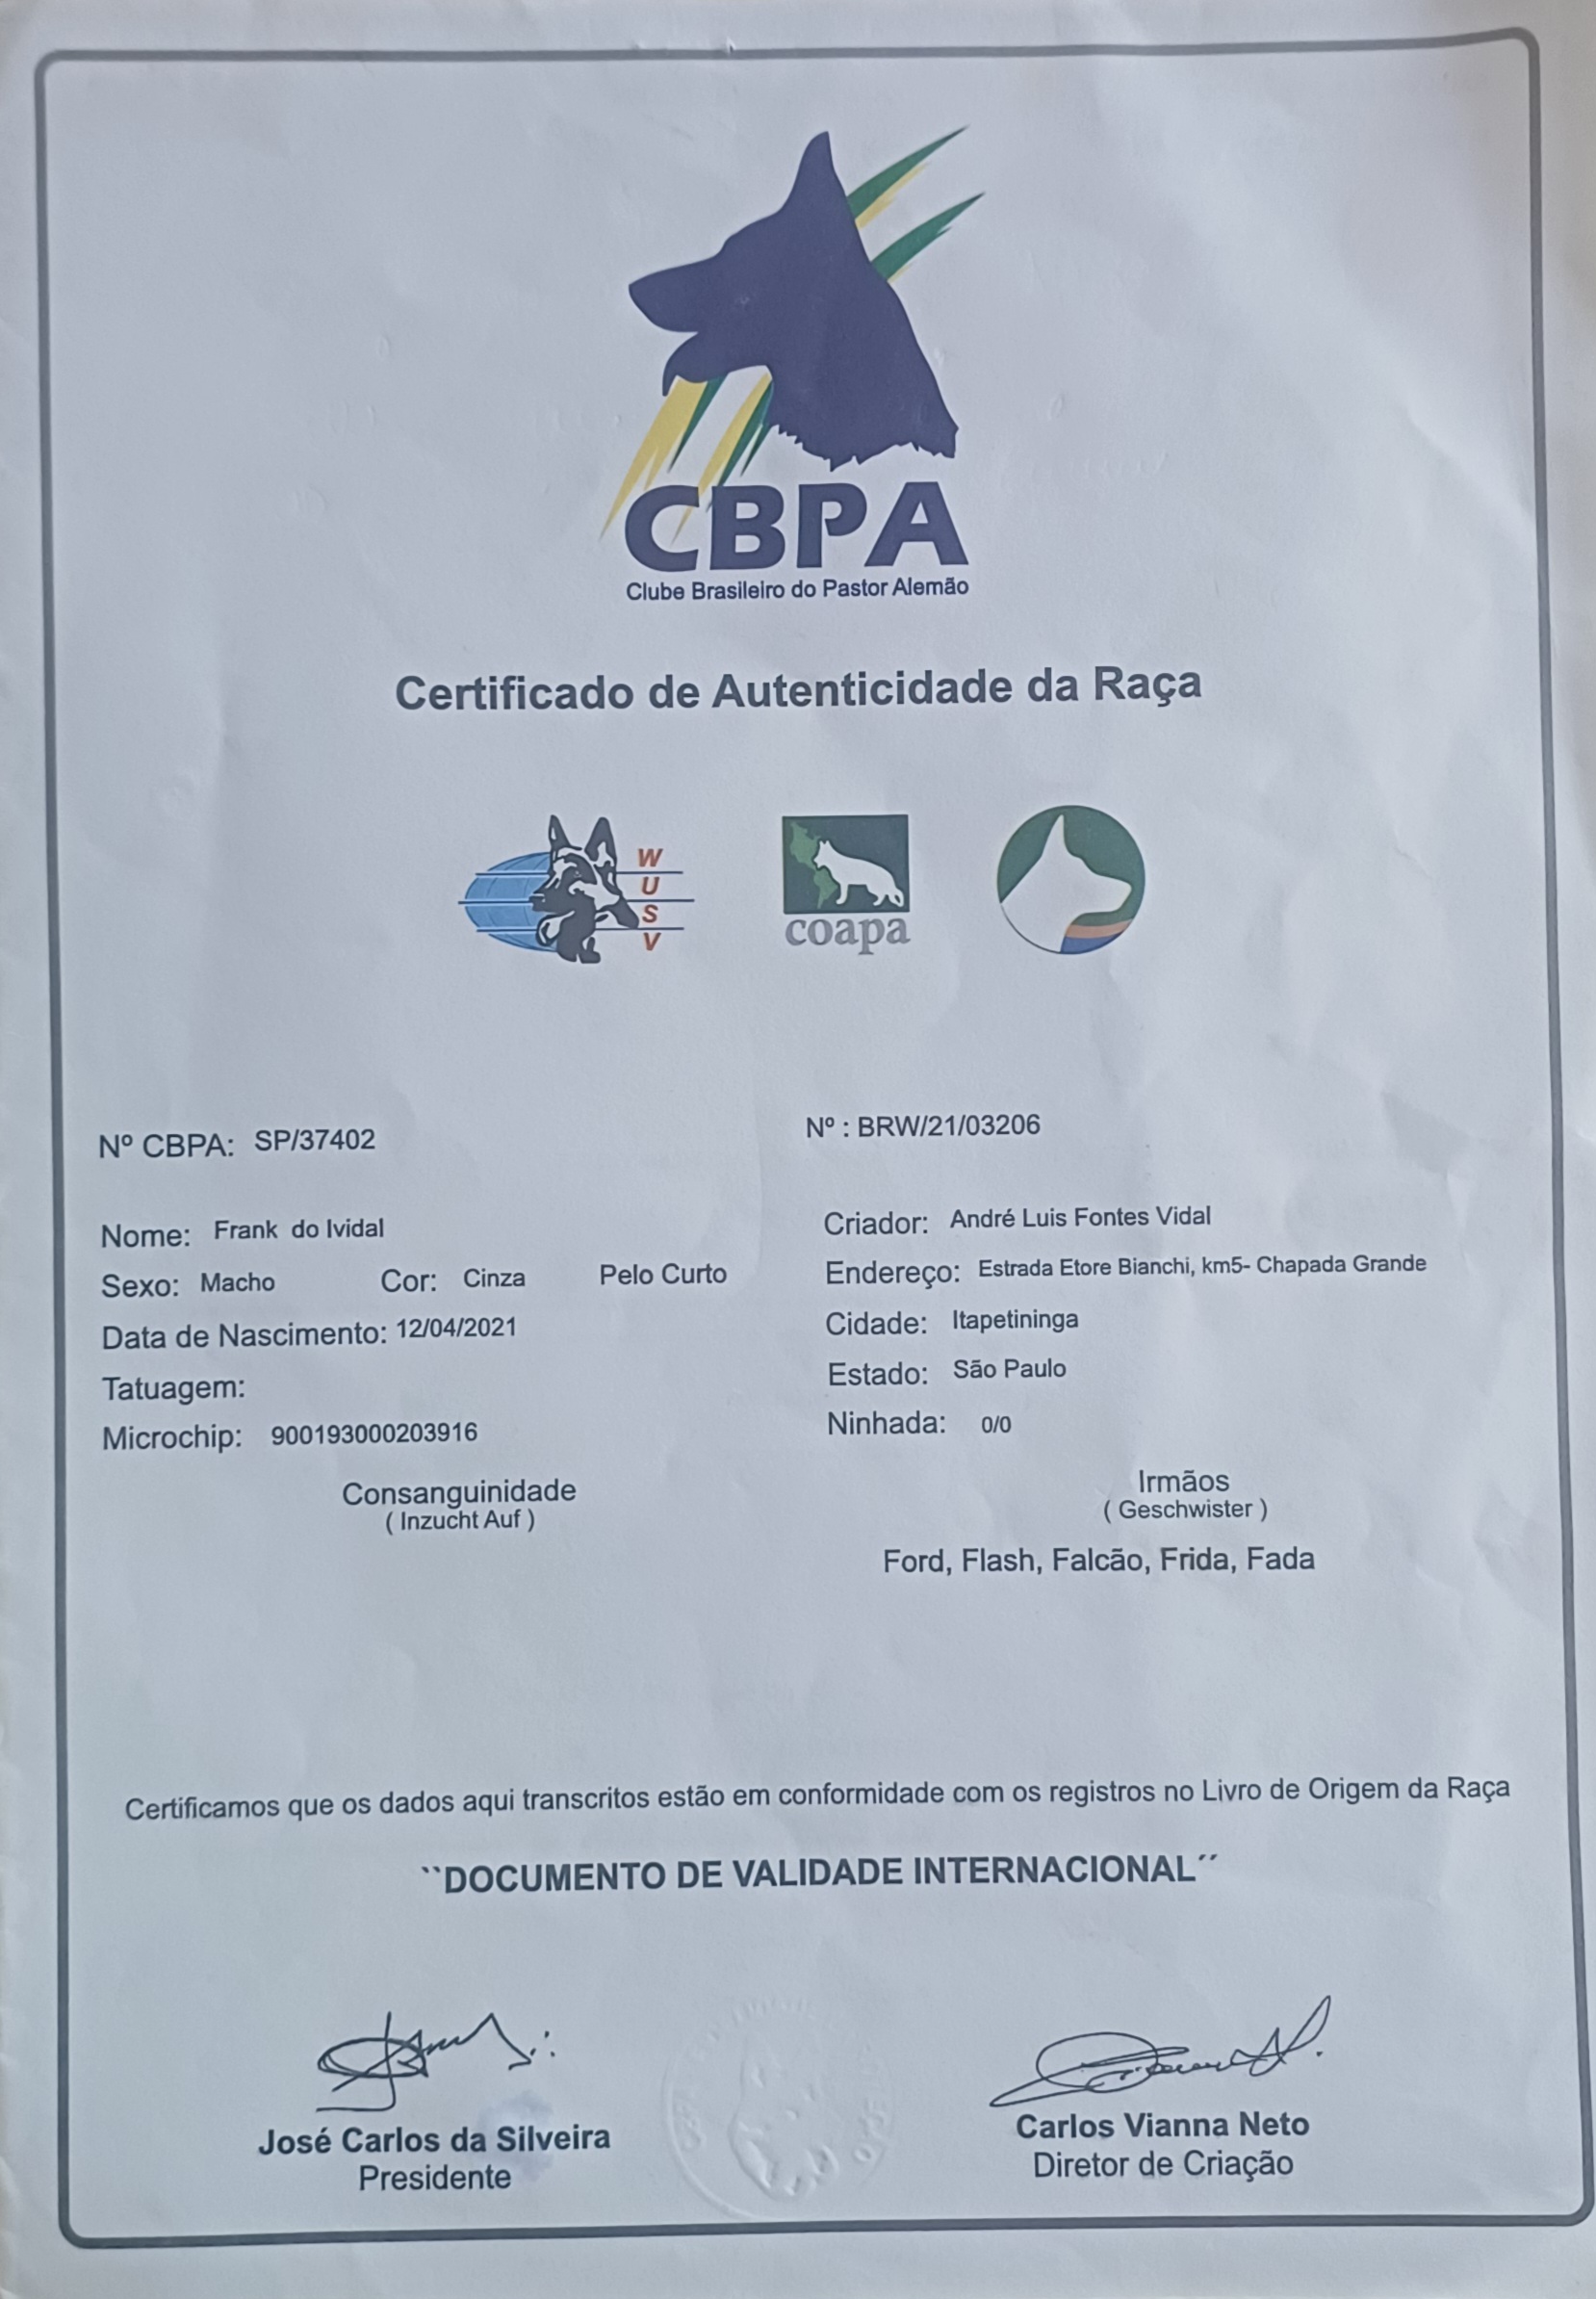 CBPA
Clube Brasileiro do Pastor Alemão
Certificado de Autenticidade da Raça
W
U
S
V
coapa
Nº CBPA: SP/37402
Nº : BRW/21/03206
Nome: Frank do Ividal
Sexo: Macho Cor: Cinza Pelo Curto
Data de Nascimento: 12/04/2021
Tatuagem:
Microchip: 900193000203916
Criador: André Luis Fontes Vidal
Endereço: Estrada Etore Bianchi, km5- Chapada Grande
Cidade: Itapetininga
Estado: São Paulo
Ninhada: 0/0
Consanguinidade
( Inzucht Auf )
Irmãos
( Geschwister )
Ford, Flash, Falcão, Frida, Fada
Certificamos que os dados aqui transcritos estão em conformidade com os registros no Livro de Origem da Raça
``DOCUMENTO DE VALIDADE INTERNACIONAL´´
José Carlos da Silveira
Presidente
Carlos Vianna Neto
Diretor de Criação